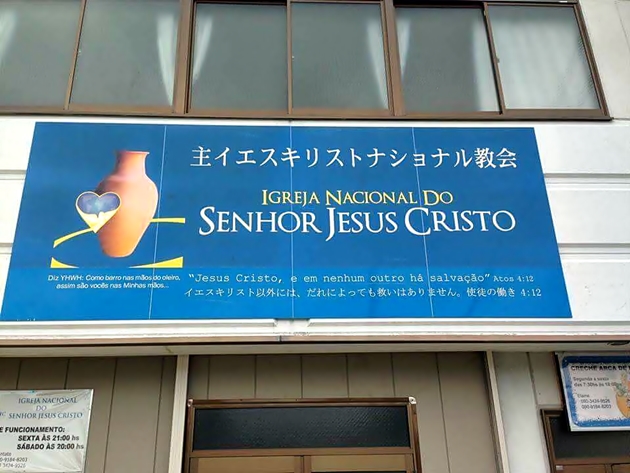 主イエスキリストナショナル教会
IGREJA NACIONAL DO
SENHOR JESUS CRISTO
Diz YHWH: Como barro nas mãos do oleiro,
assim são vocês nas Minhas mãos...
"Jesus Cristo, e em nenhum outro há salvação" Atos 4:12
イエスキリスト以外には、だれによっても救いはありません。使徒の働き 4:12
IGREJA NACIONAL
DO
SENHOR JESUS CRISTO
E FUNCIONAMENTO:
SEXTA ÀS 21:00 hs
SÁBADO ÀS 20:00 hs
CRECHE ARCA DE
Segunda a
das 7:30hs às